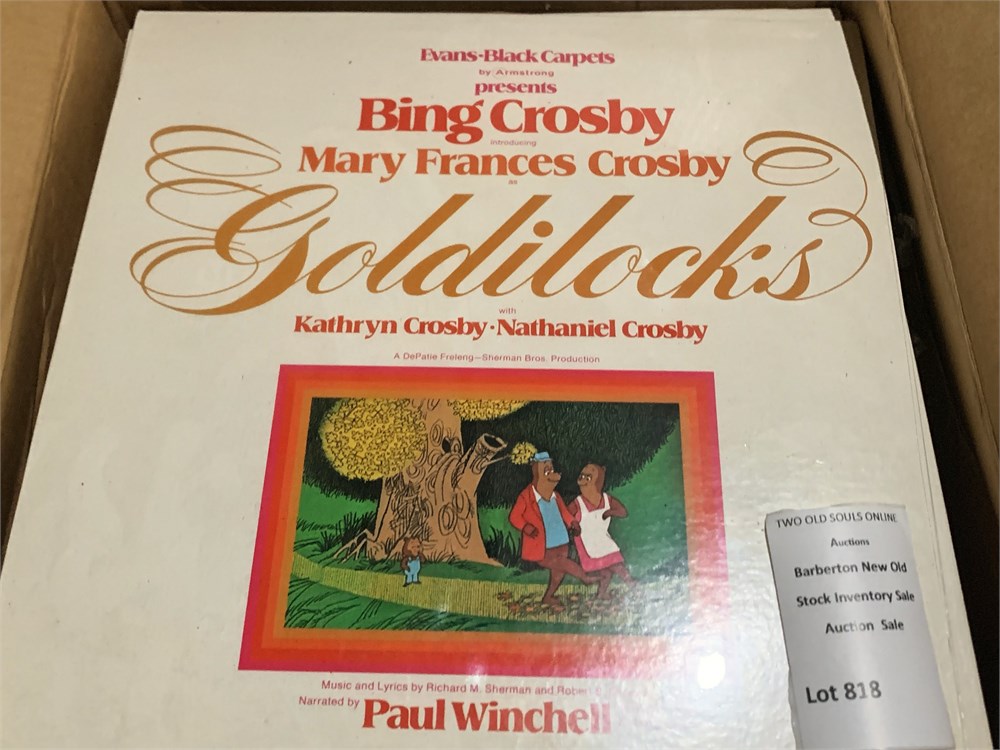 Evans-Black Carpets
by Armstrong
presents
Bing Crosby
introducing
Mary Frances Crosby
as
Goldilocks
with
Kathryn Crosby · Nathaniel Crosby
A DePatie Freleng—Sherman Bros. Production
Music and Lyrics by Richard M. Sherman and Robert
Narrated by Paul Winchell
TWO OLD SOULS ONLINE
Auctions
Barberton New Old
Stock Inventory Sale
Auction Sale
Lot 818